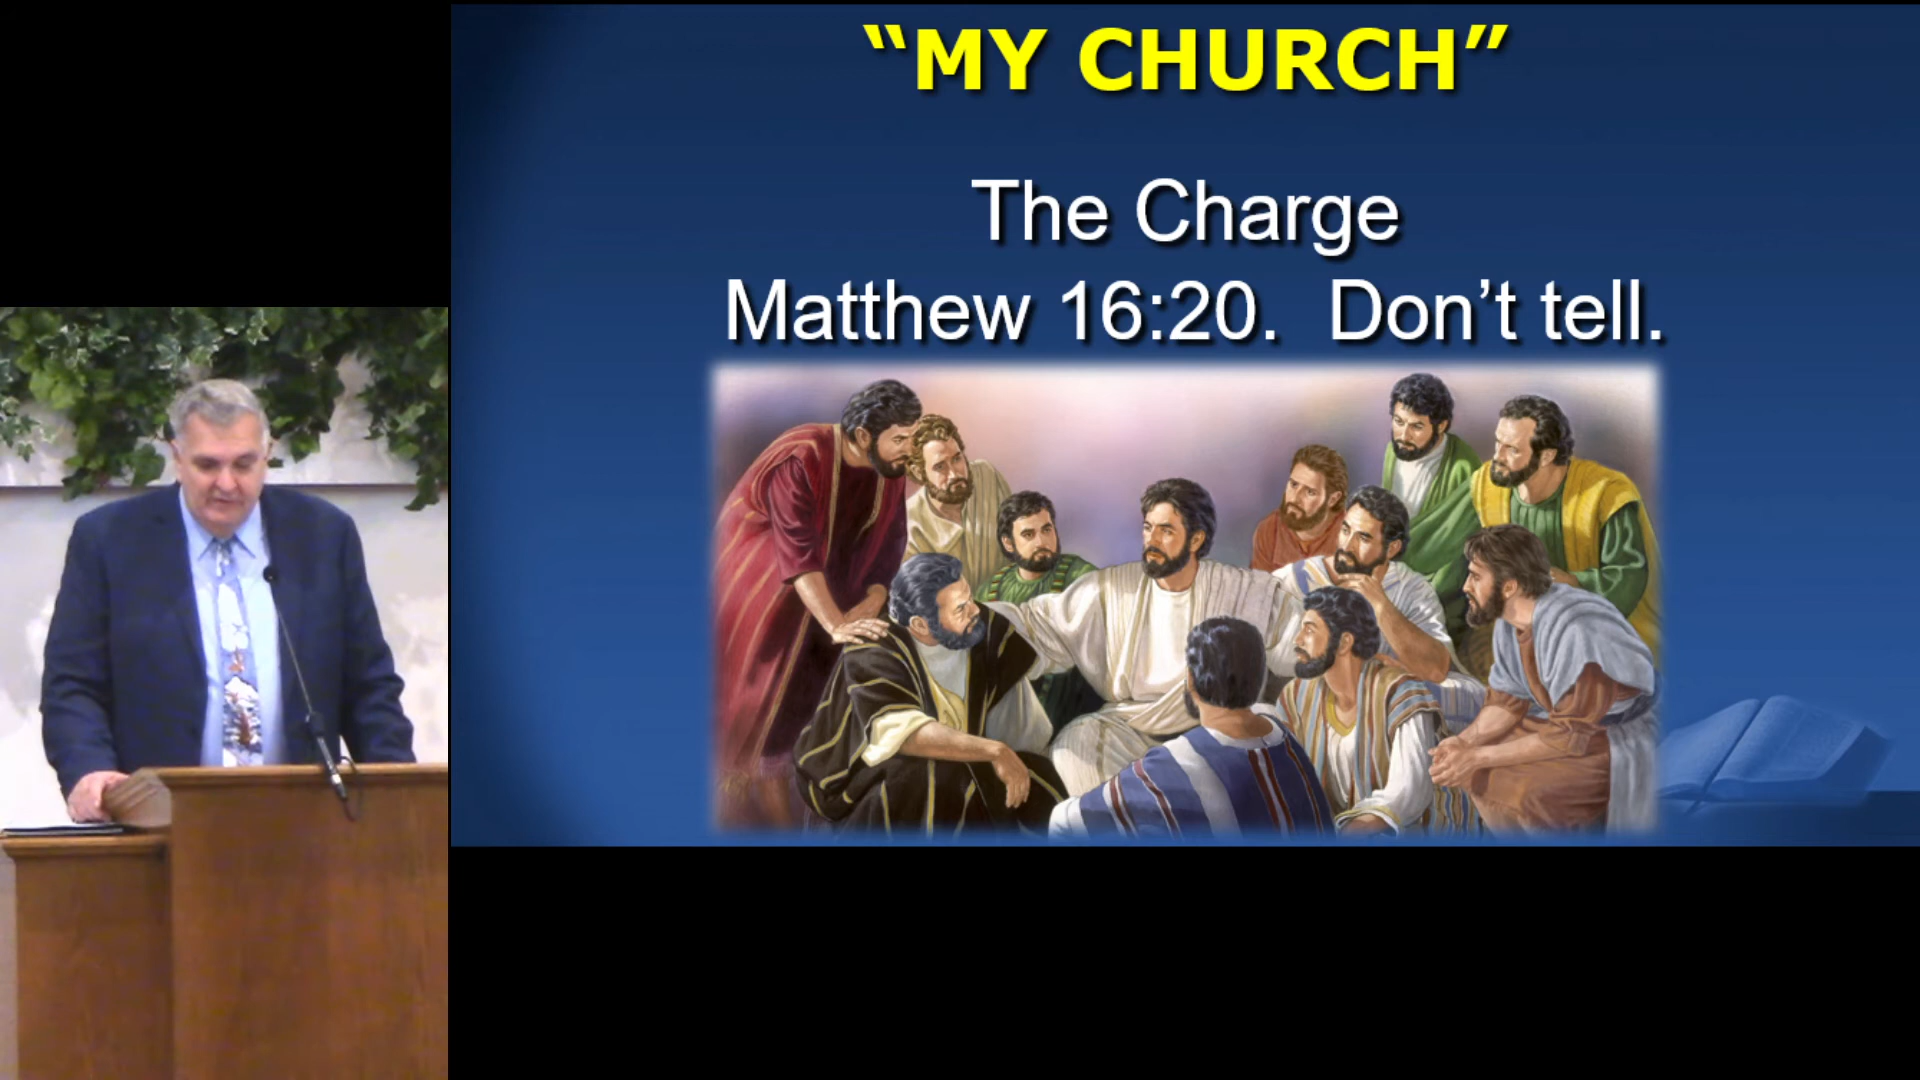 “MY CHURCH”
The Charge
Matthew 16:20.  Don’t tell.